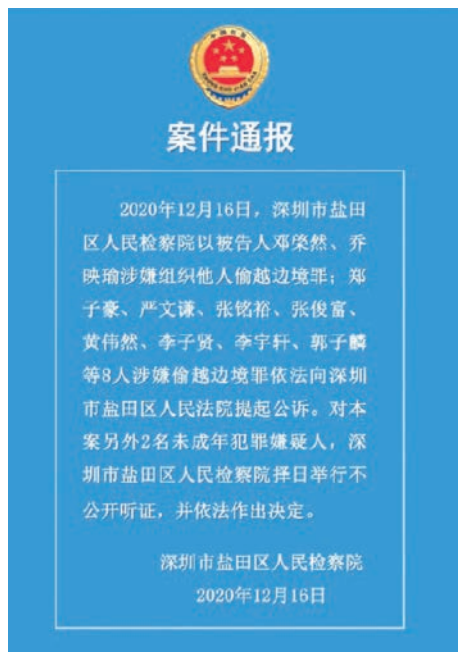 案件通报
2020年12月16日，深圳市盐田
区人民检察院以被告人邓棨然、乔
映瑜涉嫌组织他人偷越边境罪；郑
子豪、严文谦、张铭裕、张俊富、
黄伟然、李子贤、李宇轩、郭子麟
等8人涉嫌偷越边境罪依法向深圳
市盐田区人民法院提起公诉。对本
案另外2名未成年犯罪嫌疑人，深
圳市盐田区人民检察院择日举行不
公开听证，并依法作出决定。
深圳市盐田区人民检察院
2020年12月16日